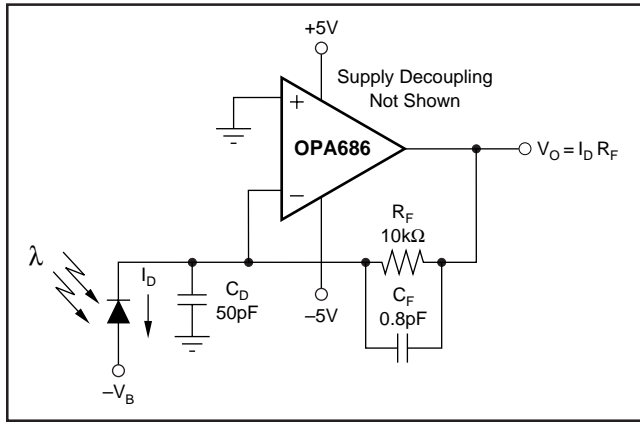 +5V
Supply Decoupling
Not Shown
+
OPA686
–
V_O = I_D R_F
R_F
10kΩ
λ
I_D
C_D
50pF
–5V
C_F
0.8pF
–V_B